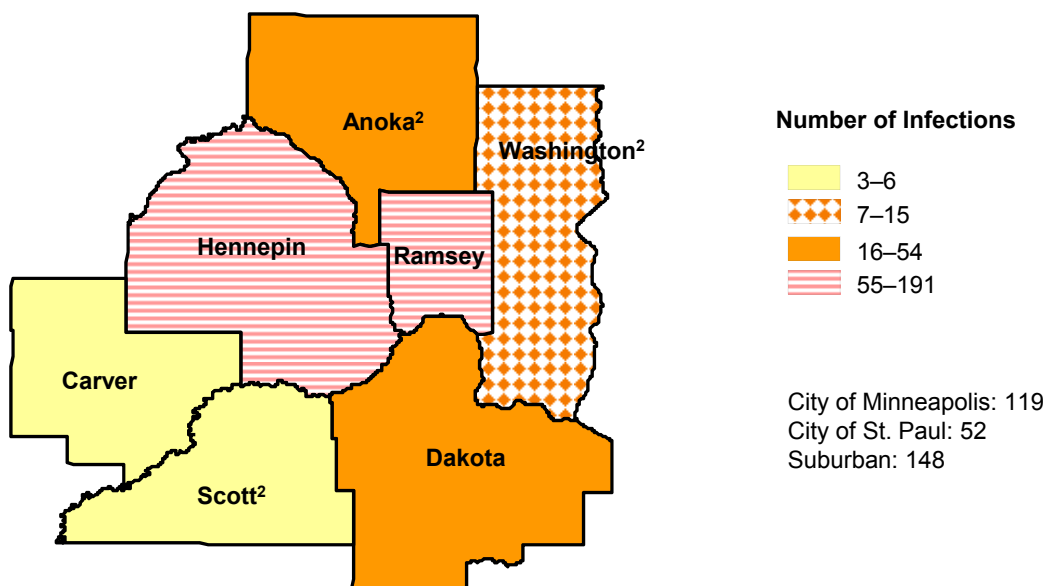 Anoka²
Washington²
Hennepin
Ramsey
Carver
Dakota
Scott²
Number of Infections
3–6
7–15
16–54
55–191
City of Minneapolis: 119
City of St. Paul: 52
Suburban: 148